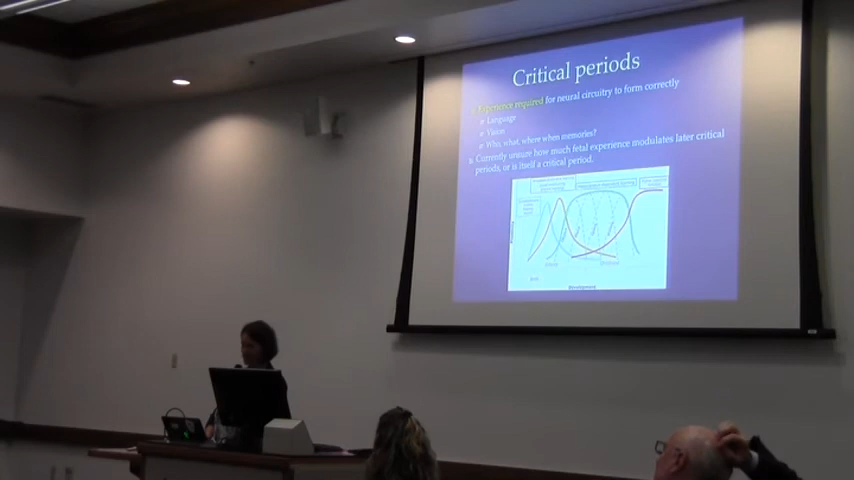 Critical periods
Experience required for neural circuitry to form correctly
Language
Vision
Who, what, where when memories?
Currently unsure how much fetal experience modulates later critical
periods, or is itself a critical period.
Development